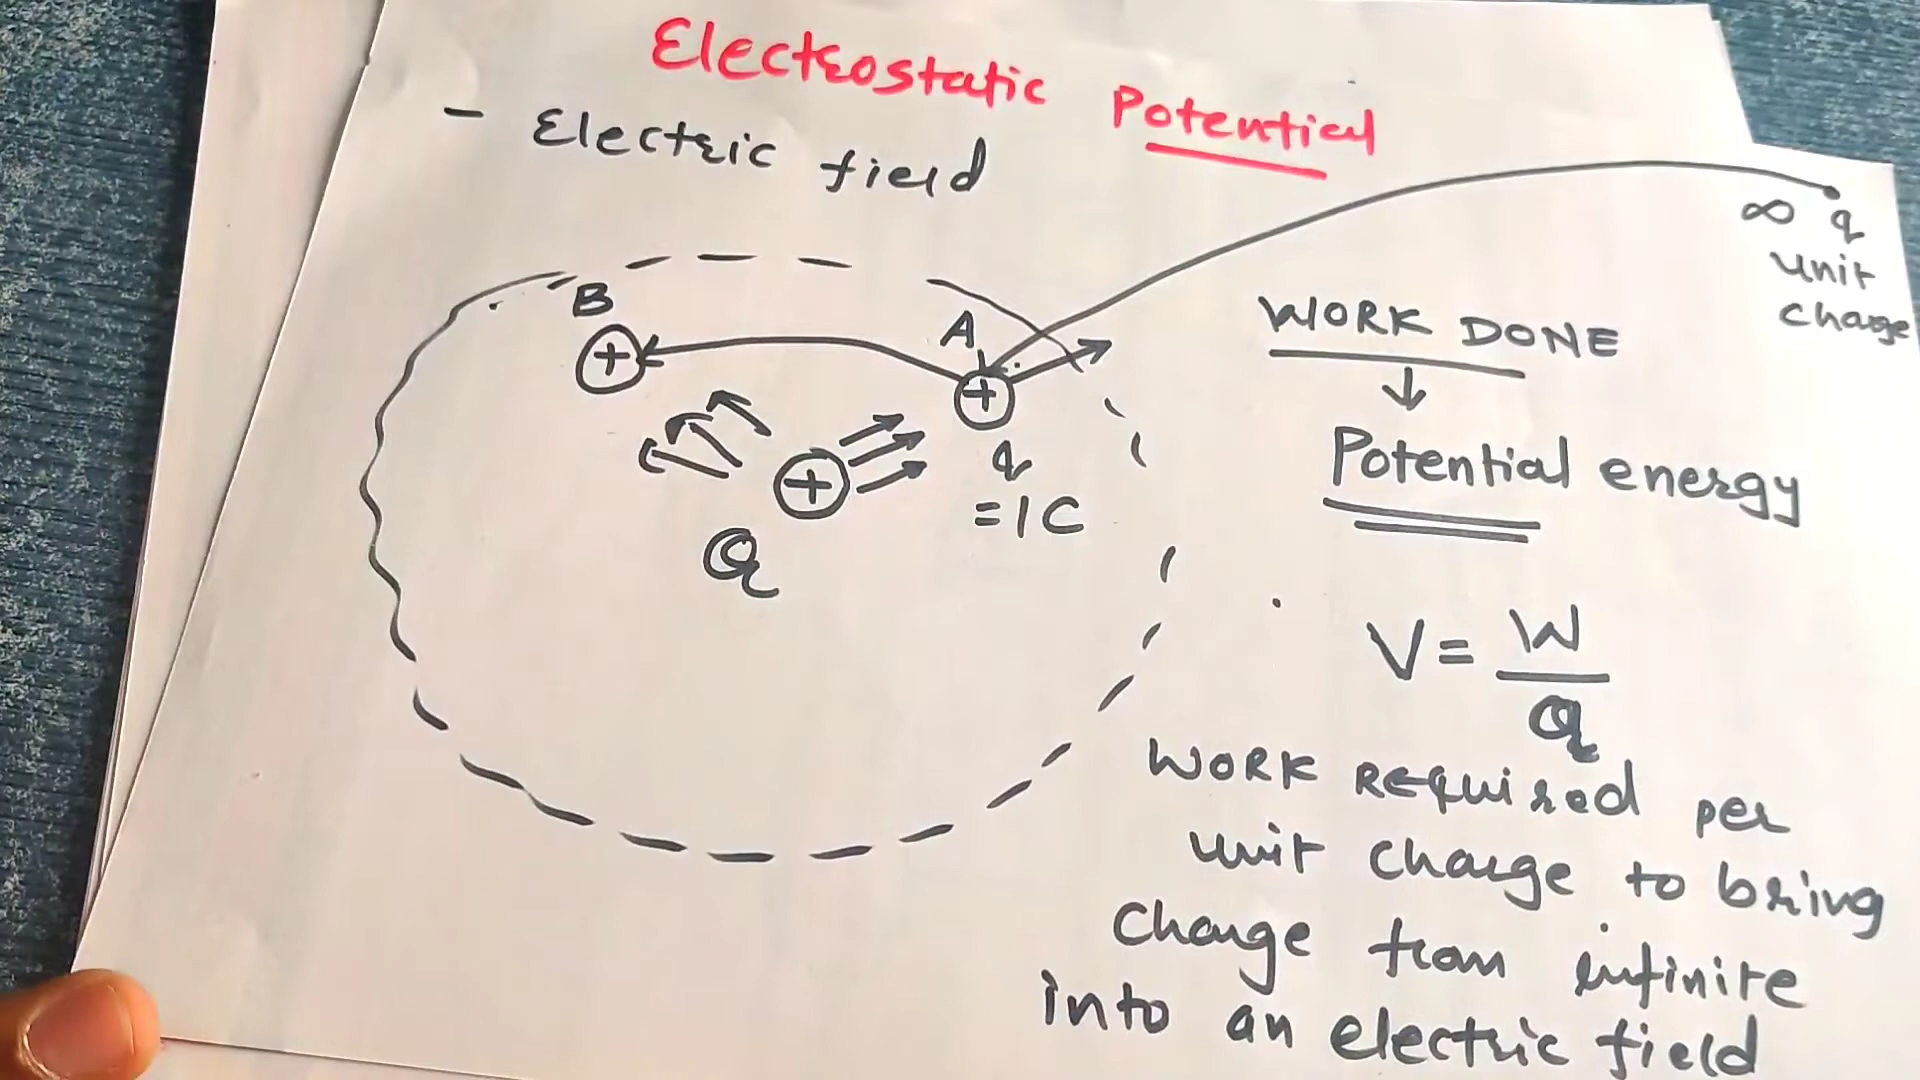 Electrostatic Potential
- Electric field
∞ q
unit
charge
B
A
+
+
+
q
=1C
Q
WORK DONE
↓
Potential energy
V = W
Q
WORK REquired per
unit charge to bring
charge from infinite
into an electric field